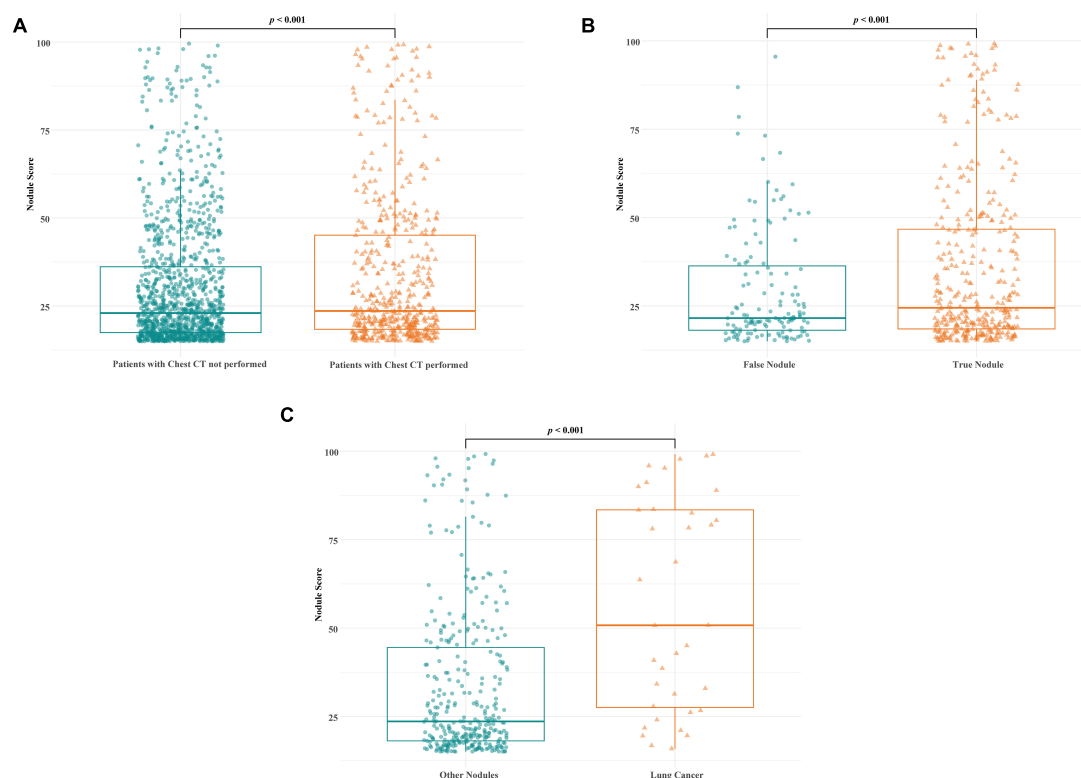 A
p < 0.001
Nodule Score
100
75
50
25
Patients with Chest CT not performed
Patients with Chest CT performed
B
p < 0.001
Nodule Score
100
75
50
25
False Nodule
True Nodule
C
p < 0.001
Nodule Score
100
75
50
25
Other Nodules
Lung Cancer